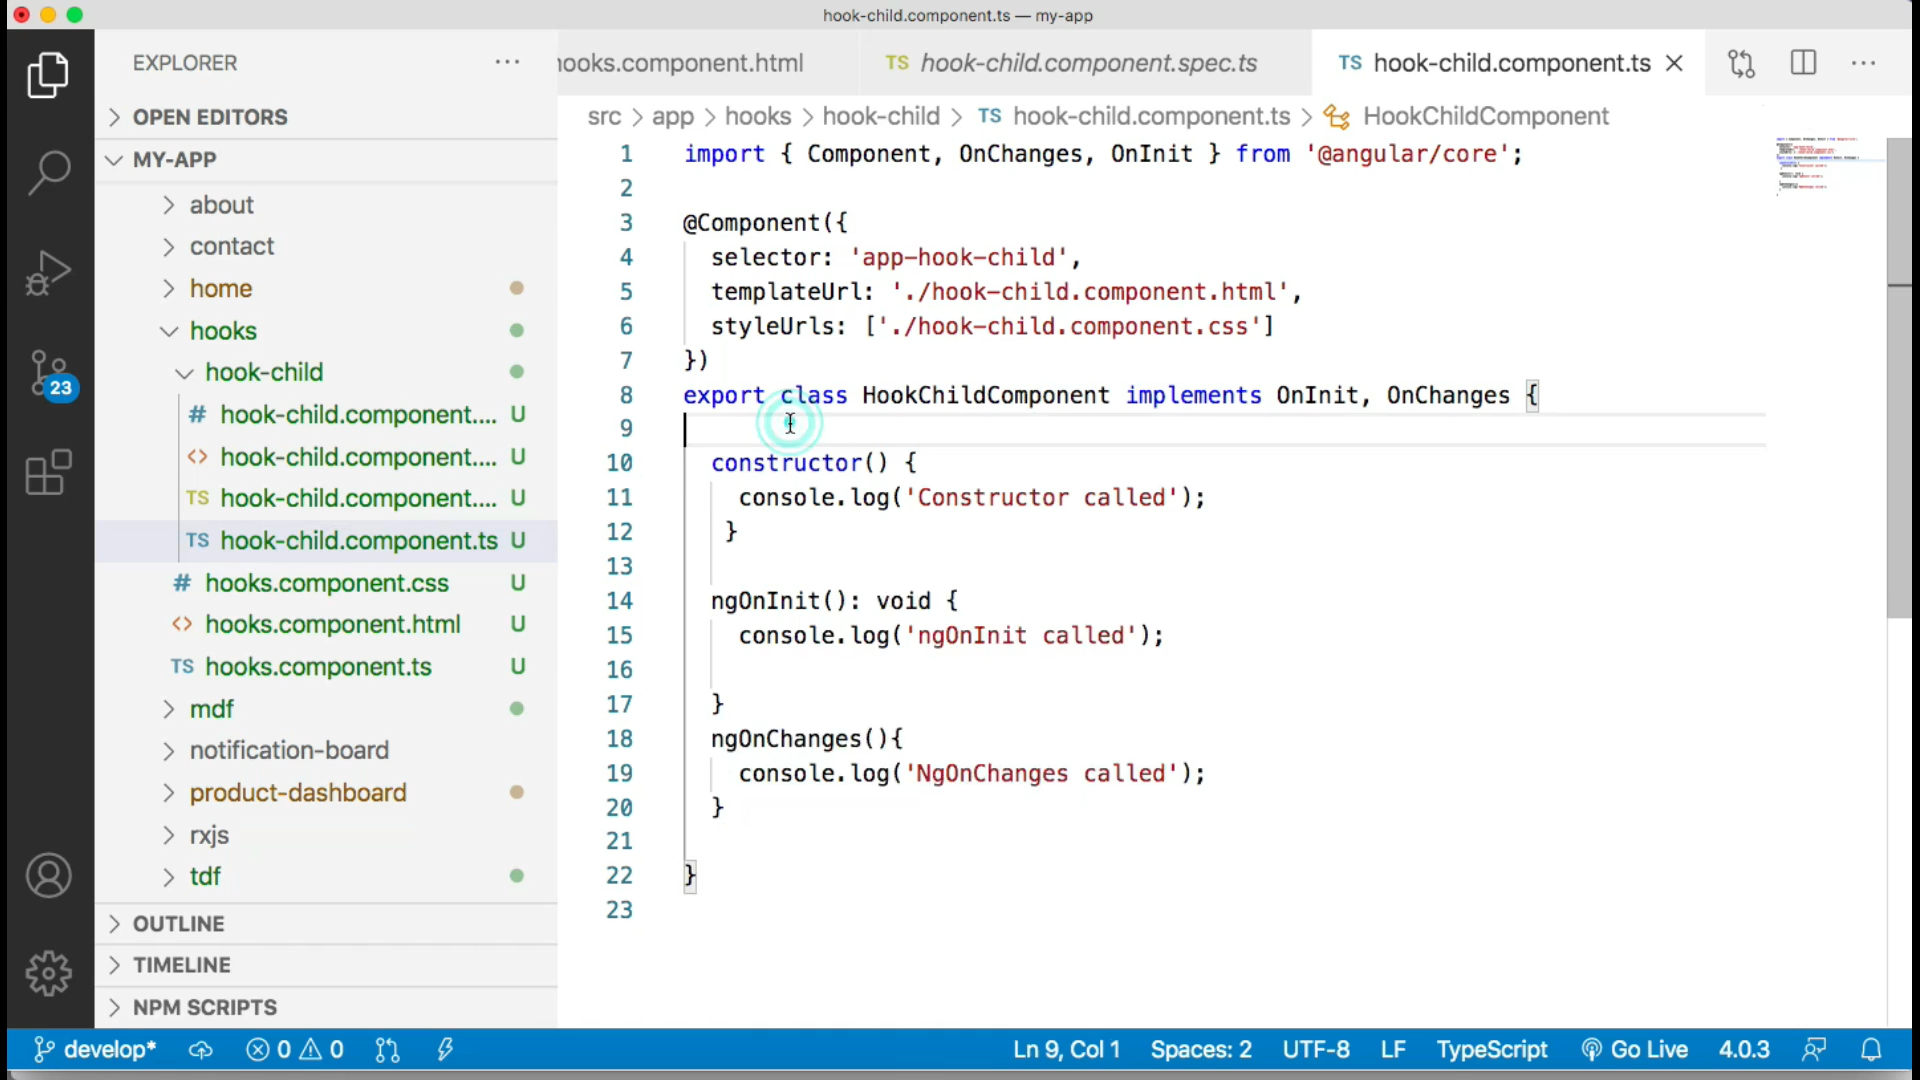 hook-child.component.ts — my-app
EXPLORER
OPEN EDITORS
MY-APP
about
contact
home
hooks
hook-child
# hook-child.component.... U
<> hook-child.component.... U
TS hook-child.component.... U
TS hook-child.component.ts U
# hooks.component.css U
<> hooks.component.html U
TS hooks.component.ts U
mdf
notification-board
product-dashboard
rxjs
tdf
OUTLINE
TIMELINE
NPM SCRIPTS
23
ooks.component.html
TS hook-child.component.spec.ts
TS hook-child.component.ts
src > app > hooks > hook-child > TS hook-child.component.ts > HookChildComponent
1 import { Component, OnChanges, OnInit } from '@angular/core';
2
3 @Component({
4 selector: 'app-hook-child',
5 templateUrl: './hook-child.component.html',
6 styleUrls: ['./hook-child.component.css']
7 })
8 export class HookChildComponent implements OnInit, OnChanges {
9
10 constructor() {
11 console.log('Constructor called');
12 }
13
14 ngOnInit(): void {
15 console.log('ngOnInit called');
16
17 }
18 ngOnChanges(){
19 console.log('NgOnChanges called');
20 }
21
22 }
23
develop* 0 0 Ln 9, Col 1 Spaces: 2 UTF-8 LF TypeScript Go Live 4.0.3